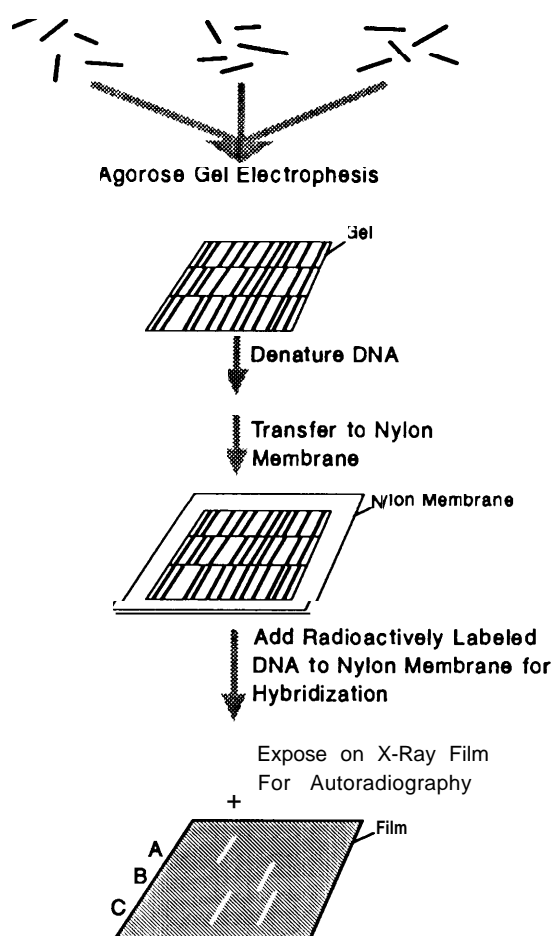 Agorose Gel Electrophesis
Gel
Denature DNA
Transfer to Nylon
Membrane
Nylon Membrane
Add Radioactively Labeled
DNA to Nylon Membrane for
Hybridization
Expose on X-Ray Film
For Autoradiography
+
Film
A
B
C